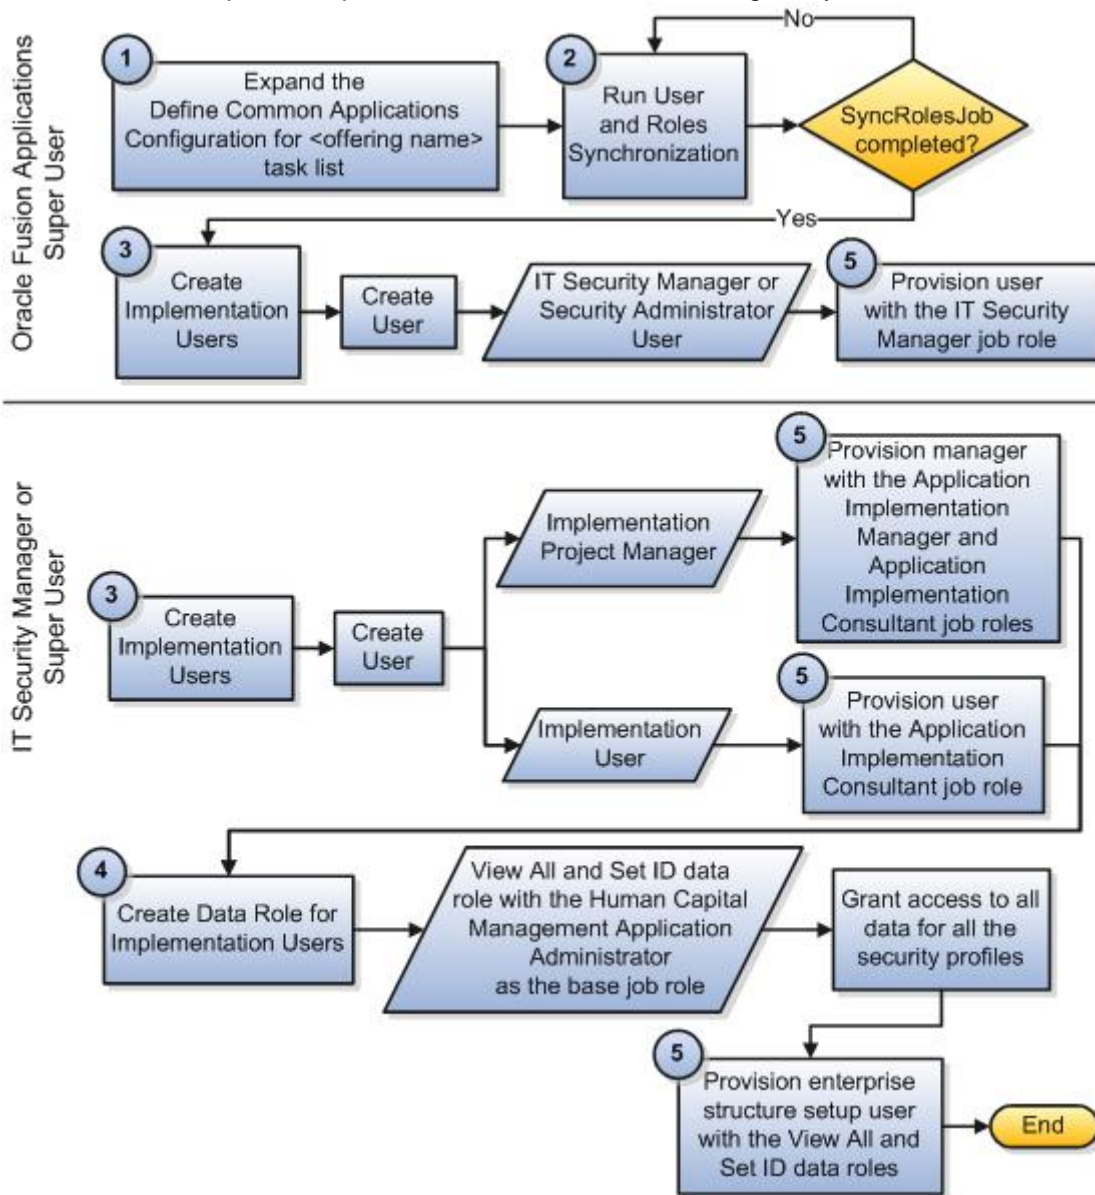 Oracle Fusion Applications
Super User
1
Expand the
Define Common Applications
Configuration for <offering name>
task list
2
Run User
and Roles
Synchronization
No
SyncRolesJob
completed?
Yes
3
Create
Implementation
Users
Create
User
IT Security Manager or
Security Administrator
User
5
Provision user
with the IT Security
Manager job role
IT Security Manager or
Super User
3
Create
Implementation
Users
Create
User
Implementation
Project Manager
5
Provision manager
with the Application
Implementation
Manager and
Application
Implementation
Consultant job roles
Implementation
User
5
Provision user
with the Application
Implementation
Consultant job role
4
Create Data Role for
Implementation Users
View All and Set ID data
role with the Human Capital
Management Application
Administrator
as the base job role
Grant access to all
data for all the
security profiles
5
Provision enterprise
structure setup user
with the View All and
Set ID data roles
End